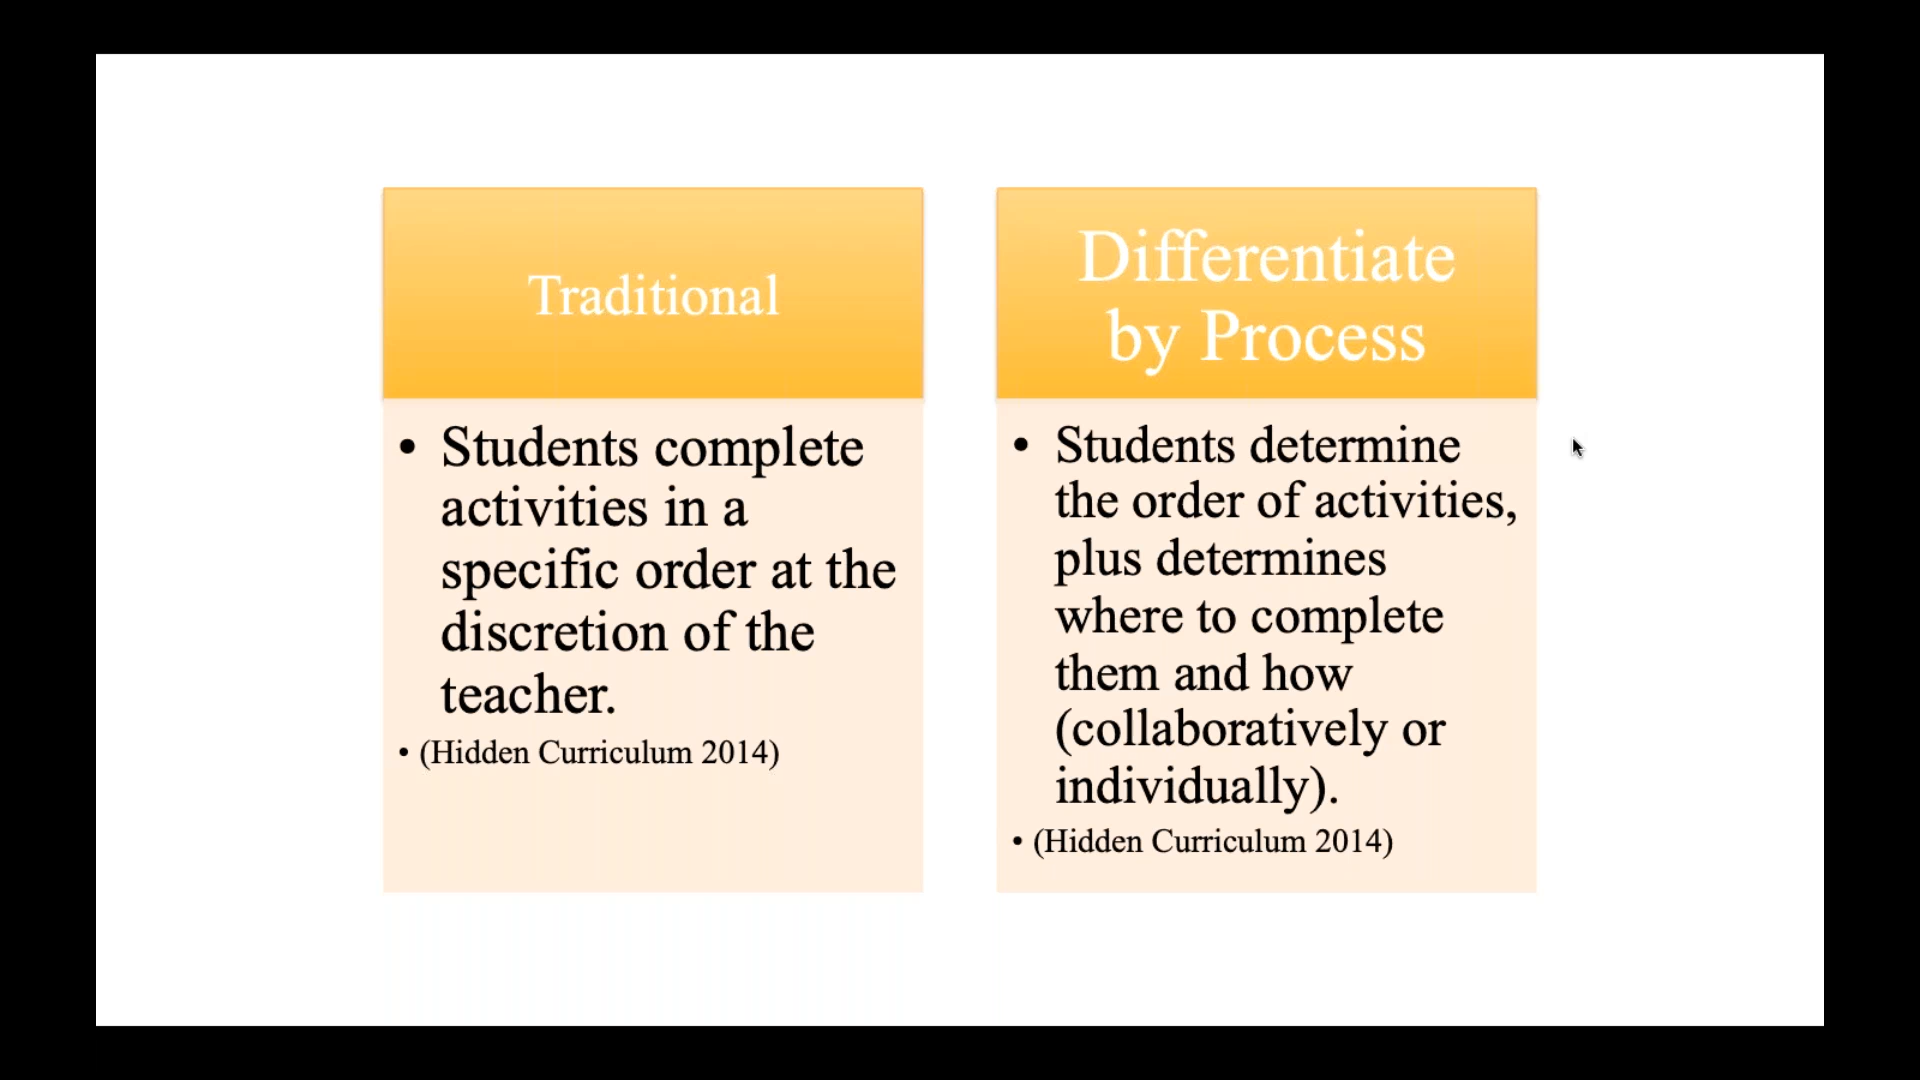 Traditional
• Students complete
activities in a
specific order at the
discretion of the
teacher.
• (Hidden Curriculum 2014)
Differentiate
by Process
• Students determine
the order of activities,
plus determines
where to complete
them and how
(collaboratively or
individually).
• (Hidden Curriculum 2014)